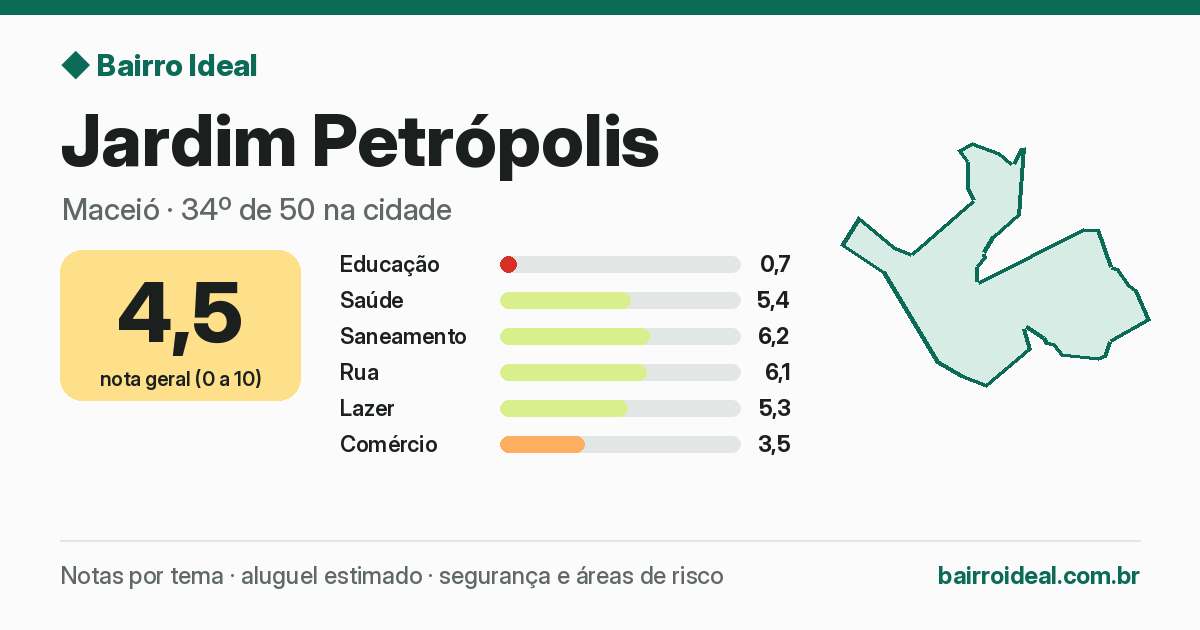 Bairro Ideal
Jardim Petrópolis
Maceió · 34º de 50 na cidade
4,5
nota geral (0 a 10)
Educação 0,7
Saúde 5,4
Saneamento 6,2
Rua 6,1
Lazer 5,3
Comércio 3,5
Notas por tema · aluguel estimado · segurança e áreas de risco
bairroideal.com.br